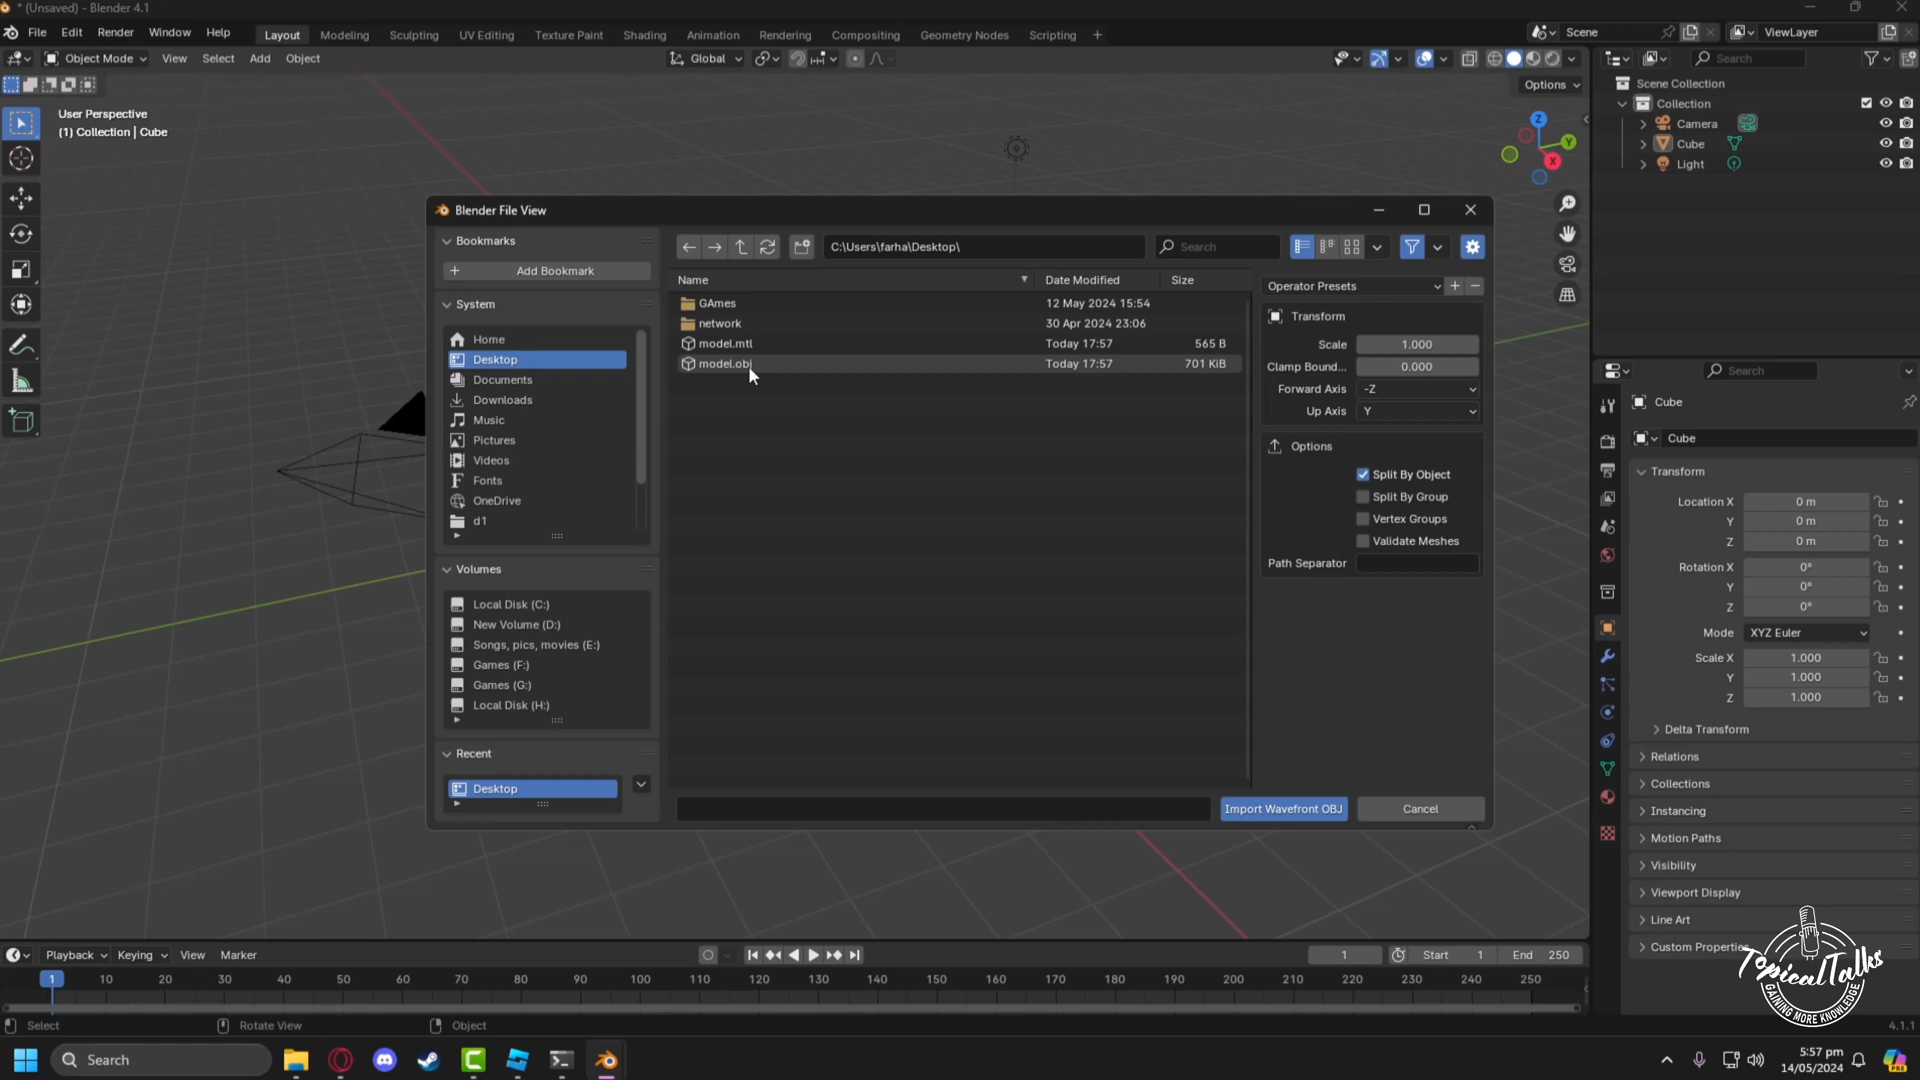 * (Unsaved) - Blender 4.1
File Edit Render Window Help
Layout Modeling Sculpting UV Editing Texture Paint Shading Animation Rendering Compositing Geometry Nodes Scripting +
Scene
ViewLayer
Object Mode View Select Add Object
Global
Search
Options
User Perspective
(1) Collection | Cube
Z
Y
X
Scene Collection
Collection
Camera
Cube
Light
Blender File View
Bookmarks
Add Bookmark
System
Home
Desktop
Documents
Downloads
Music
Pictures
Videos
Fonts
OneDrive
d1
Volumes
Local Disk (C:)
New Volume (D:)
Songs, pics, movies (E:)
Games (F:)
Games (G:)
Local Disk (H:)
Recent
Desktop
C:\Users\farha\Desktop\
Search
Name Date Modified Size
GAmes 12 May 2024 15:54
network 30 Apr 2024 23:06
model.mtl Today 17:57 565 B
model.obj Today 17:57 701 KiB
Operator Presets
Transform
Scale 1.000
Clamp Bound... 0.000
Forward Axis -Z
Up Axis Y
Options
Split By Object
Split By Group
Vertex Groups
Validate Meshes
Path Separator
Import Wavefront OBJ
Cancel
Search
Cube
Cube
Transform
Location X 0 m
Y 0 m
Z 0 m
Rotation X 0°
Y 0°
Z 0°
Mode XYZ Euler
Scale X 1.000
Y 1.000
Z 1.000
Delta Transform
Relations
Collections
Instancing
Motion Paths
Visibility
Viewport Display
Line Art
Custom Properties
TopicalTalks
GAINING MORE KNOWLEDGE
Playback Keying View Marker
1
Start 1
End 250
1 10 20 30 40 50 60 70 80 90 100 110 120 130 140 150 160 170 180 190 200 210 220 230 240 250
Select Rotate View Object
4.1.1
Search
5:57 pm
14/05/2024
PRE